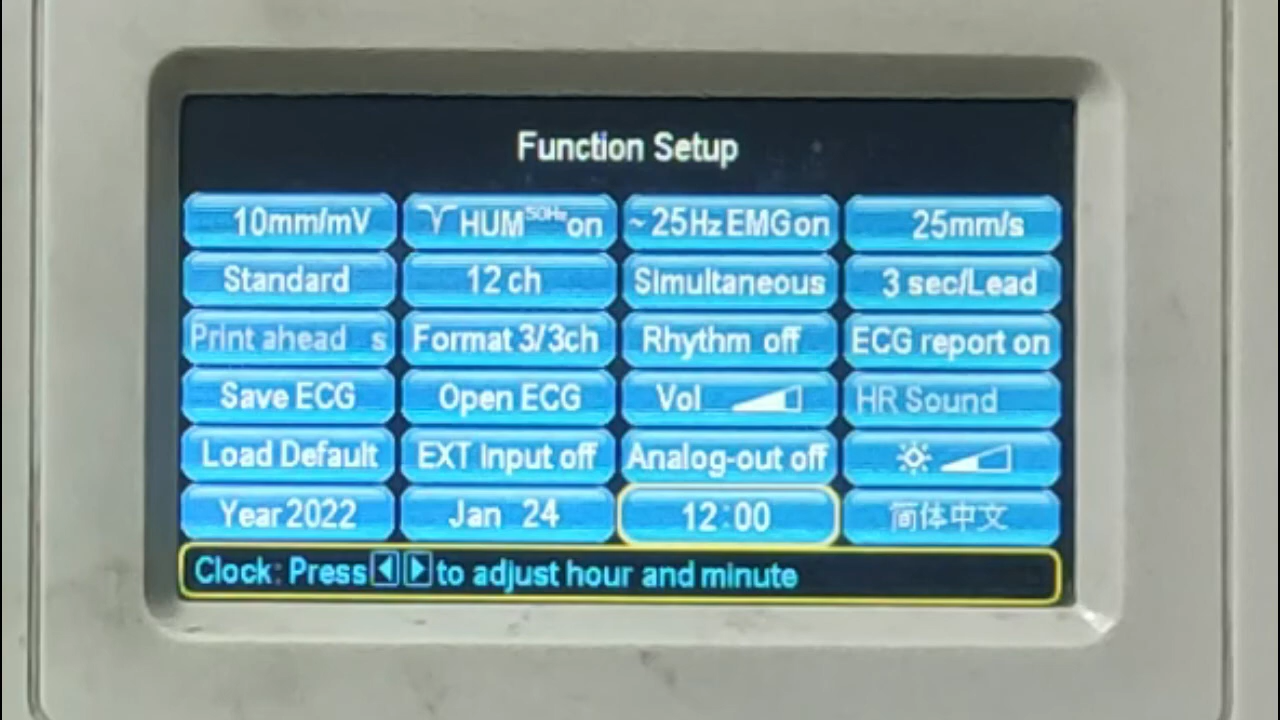 Function Setup
10mm/mV HUM 50Hz on ~25Hz EMG on 25mm/s
Standard 12 ch Simultaneous 3 sec/Lead
Print ahead s Format 3/3ch Rhythm off ECG report on
Save ECG Open ECG Vol HR Sound
Load Default EXT Input off Analog-out off
Year 2022 Jan 24 12:00 简体中文
Clock: Press to adjust hour and minute